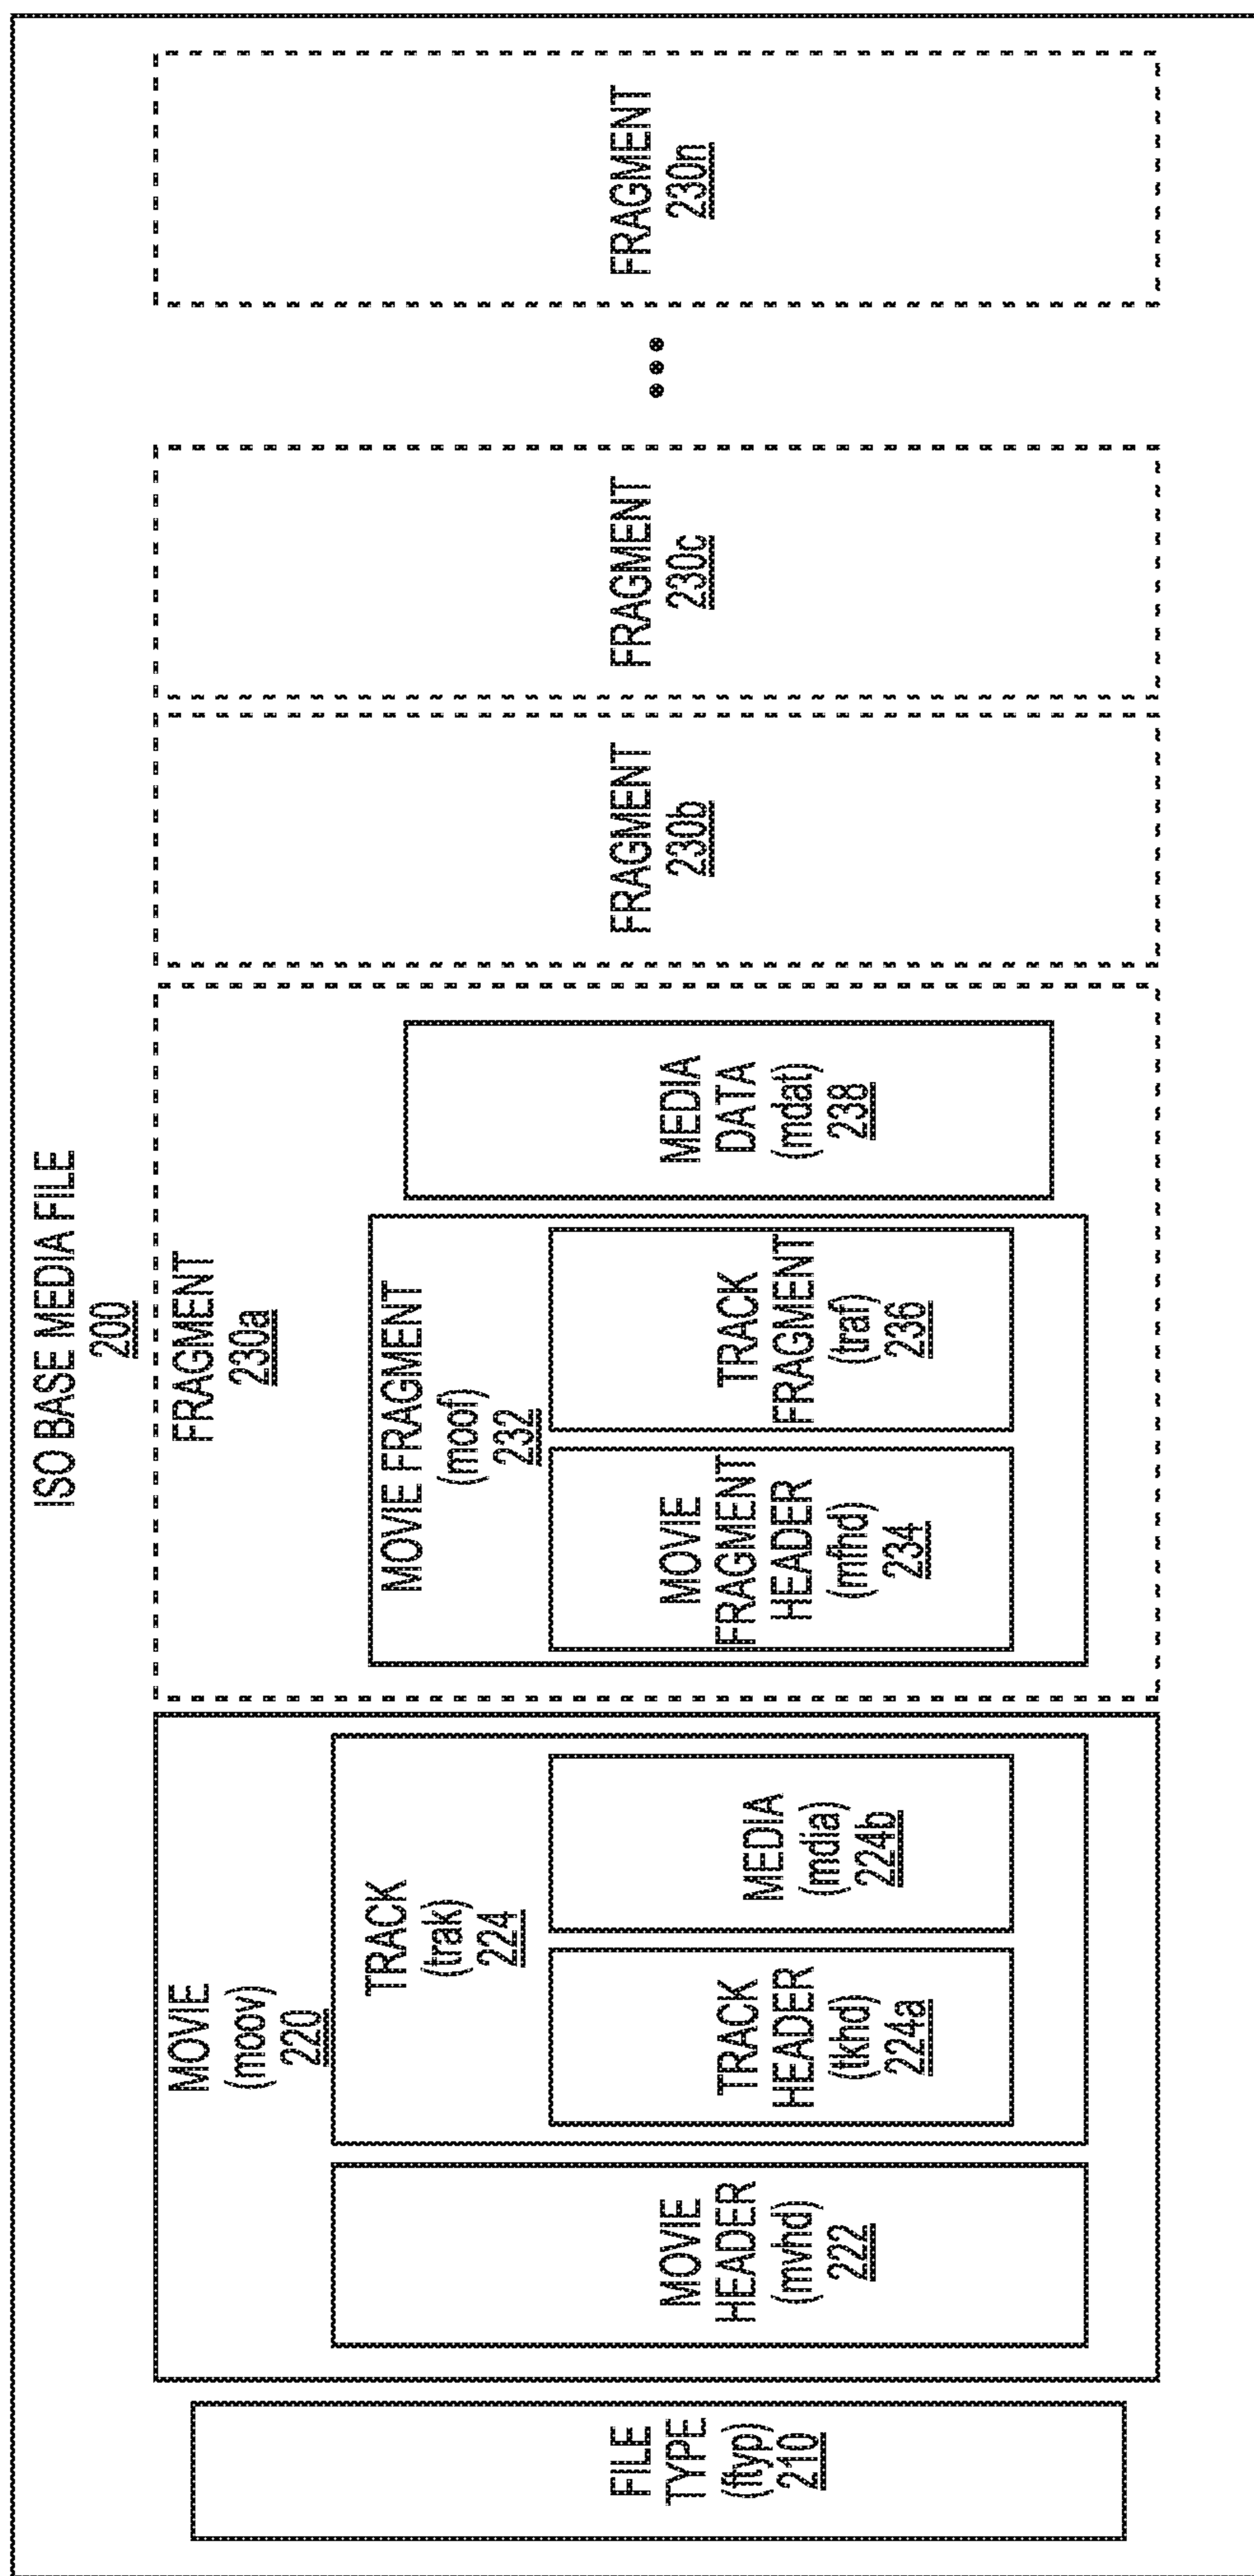 ISO BASE MEDIA FILE
200
FILE
TYPE
(ftyp)
210
MOVIE
(moov)
220
MOVIE
HEADER
(mvhd)
222
TRACK
(trak)
224
TRACK
HEADER
(tkhd)
224a
MEDIA
(mdia)
224b
FRAGMENT
230a
MOVIE FRAGMENT
(moof)
232
MOVIE
FRAGMENT
HEADER
(mfhd)
234
TRACK
FRAGMENT
(traf)
236
MEDIA
DATA
(mdat)
238
FRAGMENT
230b
FRAGMENT
230c
•••
FRAGMENT
230n